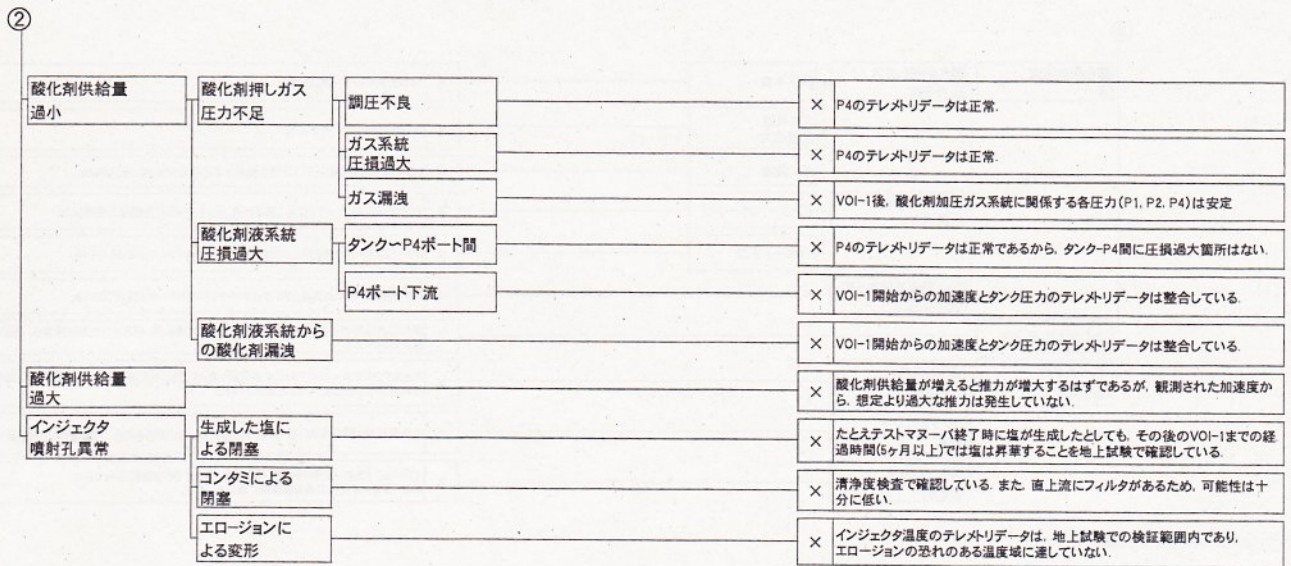 ②
酸化剤供給量
過小
酸化剤押しガス
圧力不足
調圧不良
×
P4のテレメトリデータは正常.
ガス系統
圧損過大
×
P4のテレメトリデータは正常.
ガス漏洩
×
VOI-1後, 酸化剤加圧ガス系統に関係する各圧力(P1, P2, P4)は安定
酸化剤液系統
圧損過大
タンク～P4ポート間
×
P4のテレメトリデータは正常であるから, タンク-P4間に圧損過大箇所はない.
P4ポート下流
×
VOI-1開始からの加速度とタンク圧力のテレメトリデータは整合している.
酸化剤液系統から
の酸化剤漏洩
×
VOI-1開始からの加速度とタンク圧力のテレメトリデータは整合している.
酸化剤供給量
過大
×
酸化剤供給量が増えると推力が増大するはずであるが, 観測された加速度か
ら, 想定より過大な推力は発生していない.
インジェクタ
噴射孔異常
生成した塩に
よる閉塞
×
たとえテストマヌーバ終了時に塩が生成したとしても, その後のVOI-1までの経
過時間(5ヶ月以上)では塩は昇華することを地上試験で確認している.
コンタミによる
閉塞
×
清浄度検査で確認している. また, 直上流にフィルタがあるため, 可能性は十
分に低い.
エロージョンに
よる変形
×
インジェクタ温度のテレメトリデータは, 地上試験での検証範囲内であり,
エロージョンの恐れのある温度域に達していない.